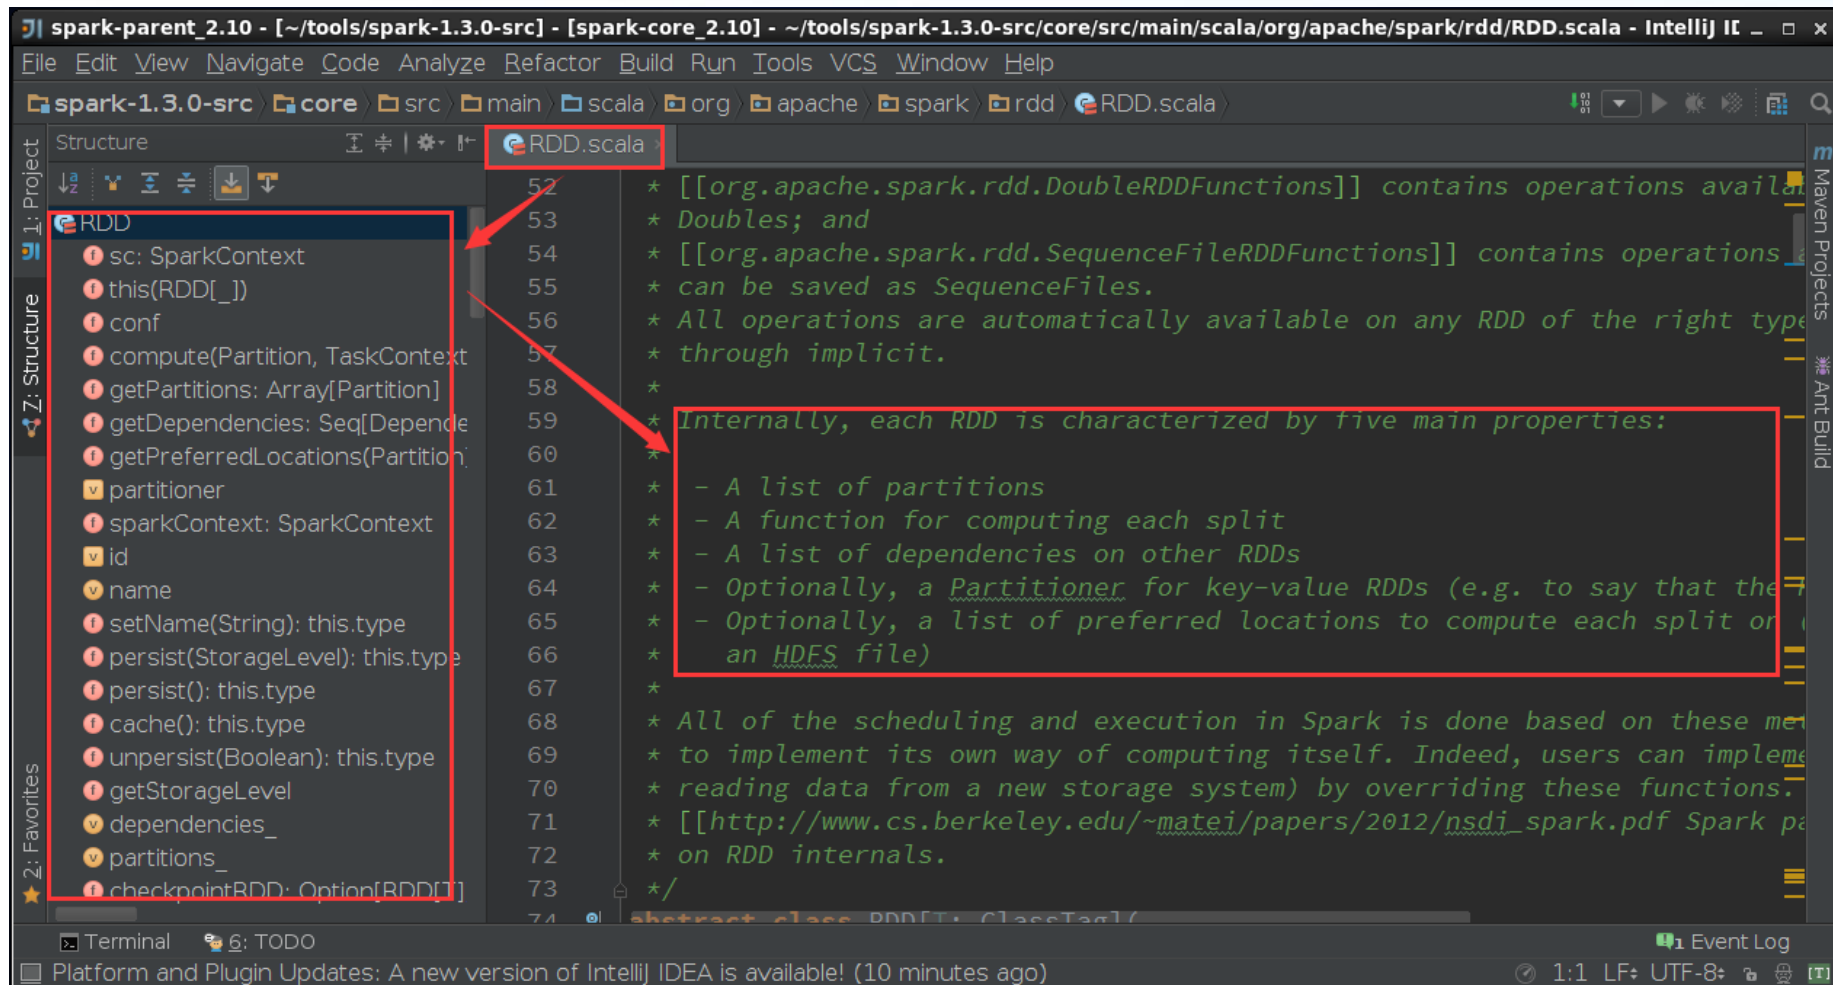 spark-parent_2.10 - [~/tools/spark-1.3.0-src] - [spark-core_2.10] - ~/tools/spark-1.3.0-src/core/src/main/scala/org/apache/spark/rdd/RDD.scala - IntelliJ
File Edit View Navigate Code Analyze Refactor Build Run Tools VCS Window Help
spark-1.3.0-src core src main scala org apache spark rdd RDD.scala
1: Project
Z: Structure
2: Favorites
Structure
RDD
sc: SparkContext
this(RDD[_])
conf
compute(Partition, TaskContext
getPartitions: Array[Partition]
getDependencies: Seq[Depende
getPreferredLocations(Partition)
partitioner
sparkContext: SparkContext
id
name
setName(String): this.type
persist(StorageLevel): this.type
persist(): this.type
cache(): this.type
unpersist(Boolean): this.type
getStorageLevel
dependencies_
partitions_
checkpointRDD: Option[RDD[T]]
RDD.scala
52 * [[org.apache.spark.rdd.DoubleRDDFunctions]] contains operations
53 * Doubles; and
54 * [[org.apache.spark.rdd.SequenceFileRDDFunctions]] contains operations
55 * can be saved as SequenceFiles.
56 * All operations are automatically available on any RDD of the right type
57 * through implicit.
58 *
59 * Internally, each RDD is characterized by five main properties:
60 *
61 * - A list of partitions
62 * - A function for computing each split
63 * - A list of dependencies on other RDDs
64 * - Optionally, a Partitioner for key-value RDDs (e.g. to say that the
65 * - Optionally, a list of preferred locations to compute each split on (
66 * an HDFS file)
67 *
68 * All of the scheduling and execution in Spark is done based on these
69 * to implement its own way of computing itself. Indeed, users can
70 * reading data from a new storage system) by overriding these functions.
71 * [[http://www.cs.berkeley.edu/~matei/papers/2012/nsdi_spark.pdf Spark
72 * on RDD internals.
73 */
74 abstract class RDD[T: ClassTag](
Maven Projects
Ant Build
Terminal 6: TODO 1 Event Log
Platform and Plugin Updates: A new version of IntelliJ IDEA is available! (10 minutes ago) 1:1 LF UTF-8 [T]